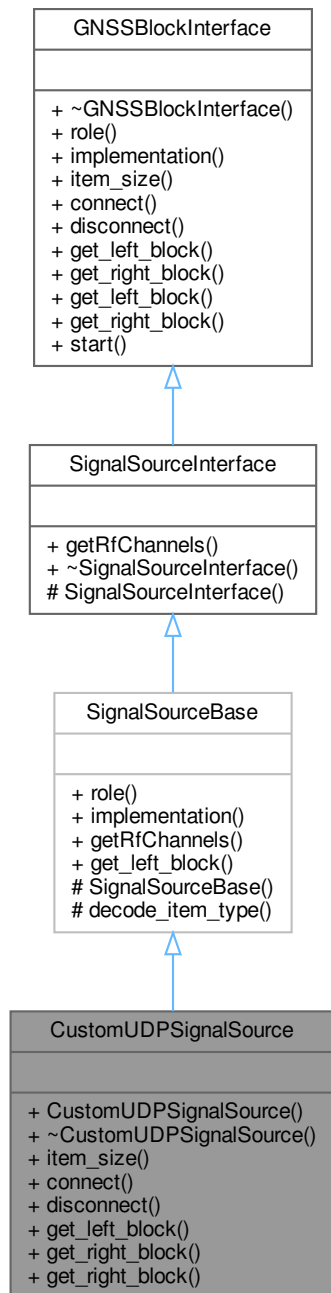 GNSSBlockInterface
+ ~GNSSBlockInterface()
+ role()
+ implementation()
+ item_size()
+ connect()
+ disconnect()
+ get_left_block()
+ get_right_block()
+ get_left_block()
+ get_right_block()
+ start()
SignalSourceInterface
+ getRfChannels()
+ ~SignalSourceInterface()
# SignalSourceInterface()
SignalSourceBase
+ role()
+ implementation()
+ getRfChannels()
+ get_left_block()
# SignalSourceBase()
# decode_item_type()
CustomUDPSignalSource
+ CustomUDPSignalSource()
+ ~CustomUDPSignalSource()
+ item_size()
+ connect()
+ disconnect()
+ get_left_block()
+ get_right_block()
+ get_right_block()